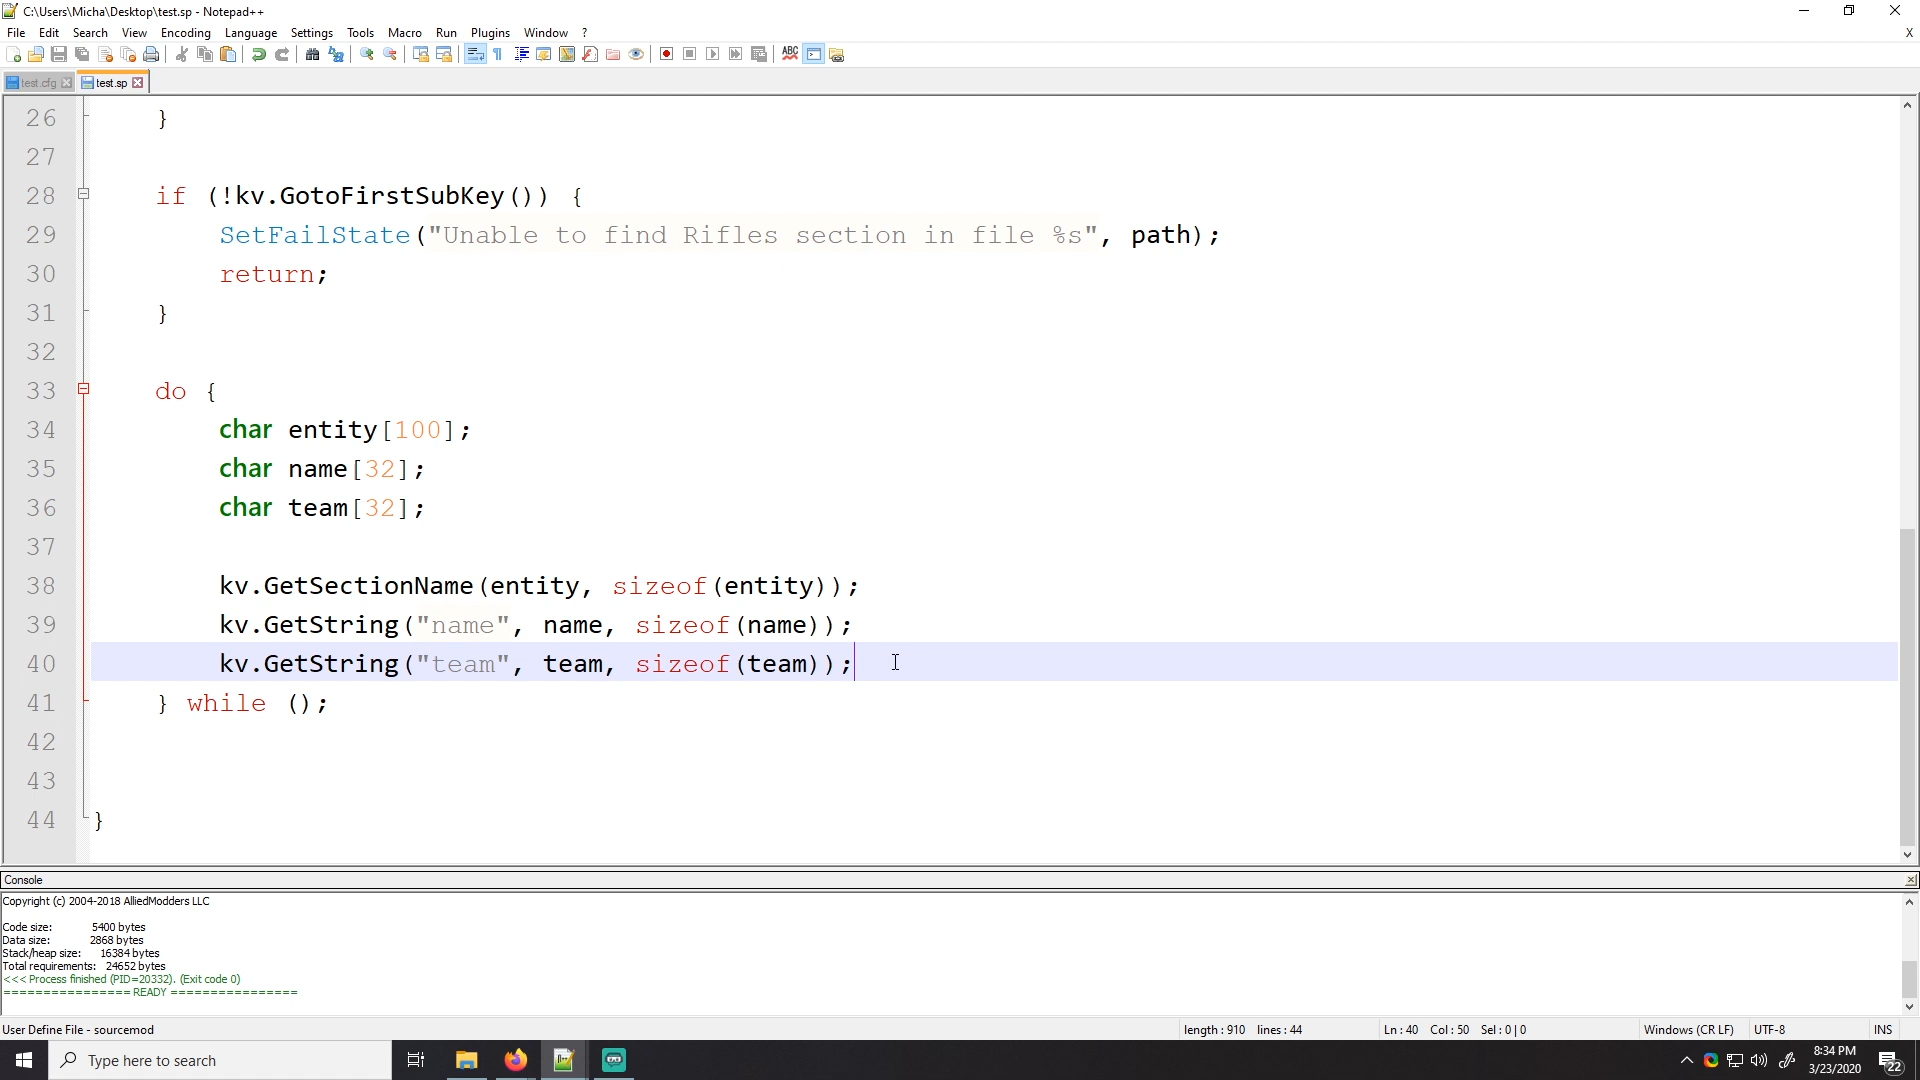 C:\Users\Micha\Desktop\test.sp - Notepad++
File Edit Search View Encoding Language Settings Tools Macro Run Plugins Window ? X
test.cfg test.sp
26 }
27
28 if (!kv.GotoFirstSubKey()) {
29 SetFailState("Unable to find Rifles section in file %s", path);
30 return;
31 }
32
33 do {
34 char entity[100];
35 char name[32];
36 char team[32];
37
38 kv.GetSectionName(entity, sizeof(entity));
39 kv.GetString("name", name, sizeof(name));
40 kv.GetString("team", team, sizeof(team));
41 } while ();
42
43
44 }
Console
Copyright (c) 2004-2018 AlliedModders LLC
Code size: 5400 bytes
Data size: 2868 bytes
Stack/heap size: 16384 bytes
Total requirements: 24652 bytes
<<< Process finished (PID=20332). (Exit code 0)
================ READY ================
User Define File - sourcemod length : 910 lines : 44 Ln : 40 Col : 50 Sel : 0 | 0 Windows (CR LF) UTF-8 INS
Type here to search
8:34 PM
3/23/2020
22